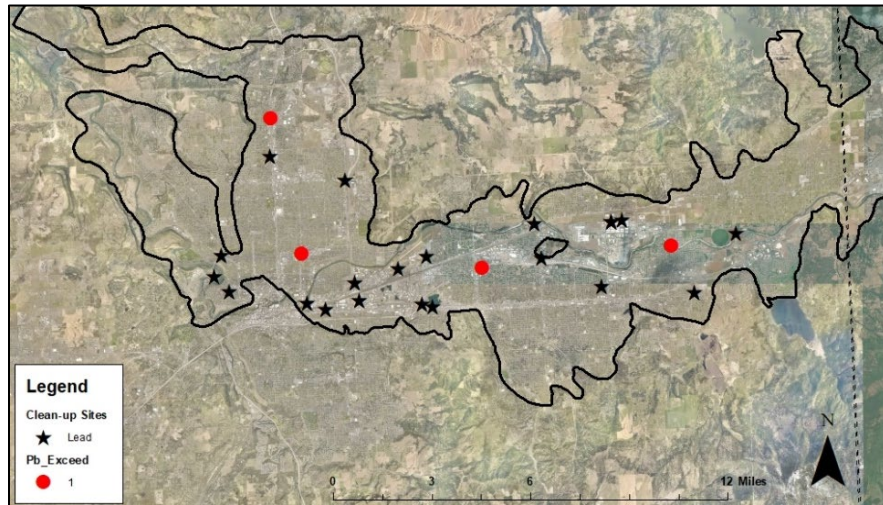 N
Legend
Clean-up Sites
Lead
Pb_Exceed
1
0 3 6 12 Miles